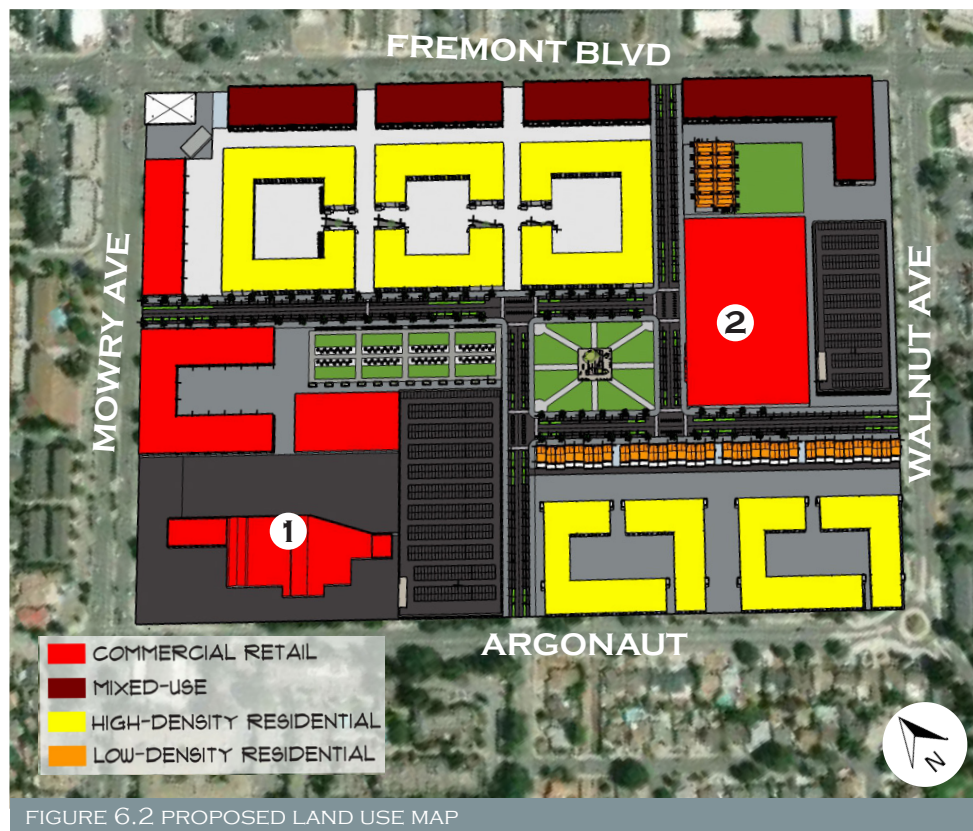 FREMONT BLVD
MOWRY AVE
WALNUT AVE
2
1
ARGONAUT
COMMERCIAL RETAIL
MIXED-USE
HIGH-DENSITY RESIDENTIAL
LOW-DENSITY RESIDENTIAL
N
FIGURE 6.2 PROPOSED LAND USE MAP